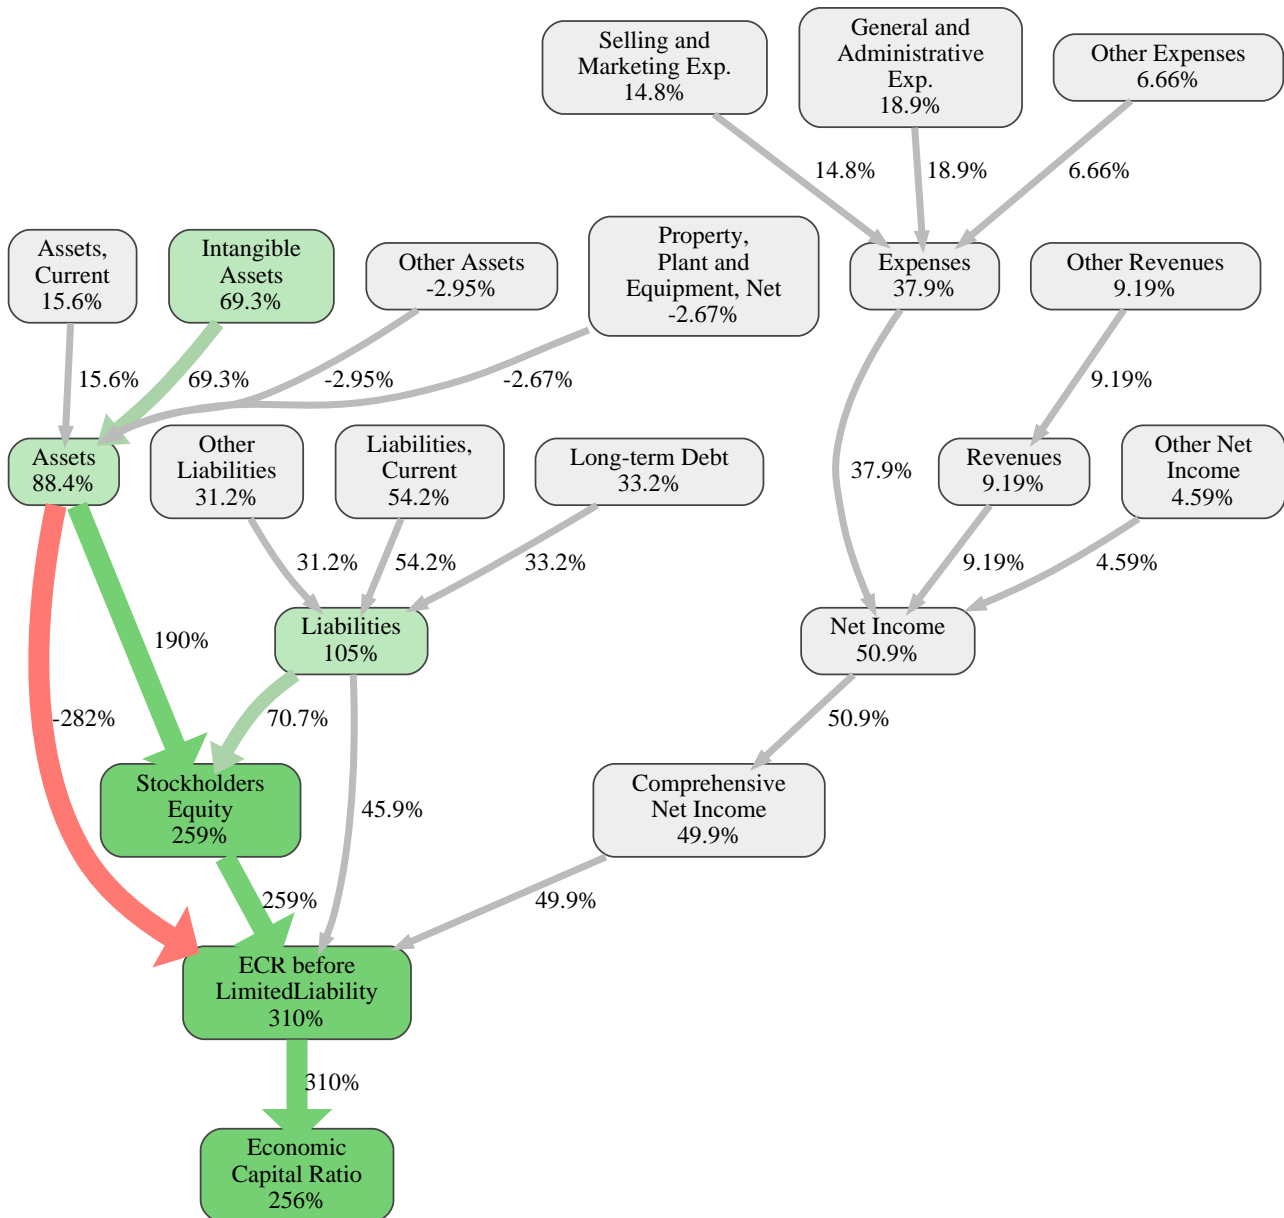 Selling and
Marketing Exp.
14.8%
General and
Administrative
Exp.
18.9%
Other Expenses
6.66%
14.8%
18.9%
6.66%
Assets,
Current
15.6%
Intangible
Assets
69.3%
Other Assets
-2.95%
Property,
Plant and
Equipment, Net
-2.67%
Expenses
37.9%
Other Revenues
9.19%
15.6%
69.3%
-2.95%
-2.67%
9.19%
Assets
88.4%
Other
Liabilities
31.2%
Liabilities,
Current
54.2%
Long-term Debt
33.2%
37.9%
Revenues
9.19%
Other Net
Income
4.59%
31.2%
54.2%
33.2%
9.19%
4.59%
190%
Liabilities
105%
Net Income
50.9%
-282%
70.7%
50.9%
Stockholders
Equity
259%
45.9%
Comprehensive
Net Income
49.9%
259%
49.9%
ECR before
LimitedLiability
310%
310%
Economic
Capital Ratio
256%